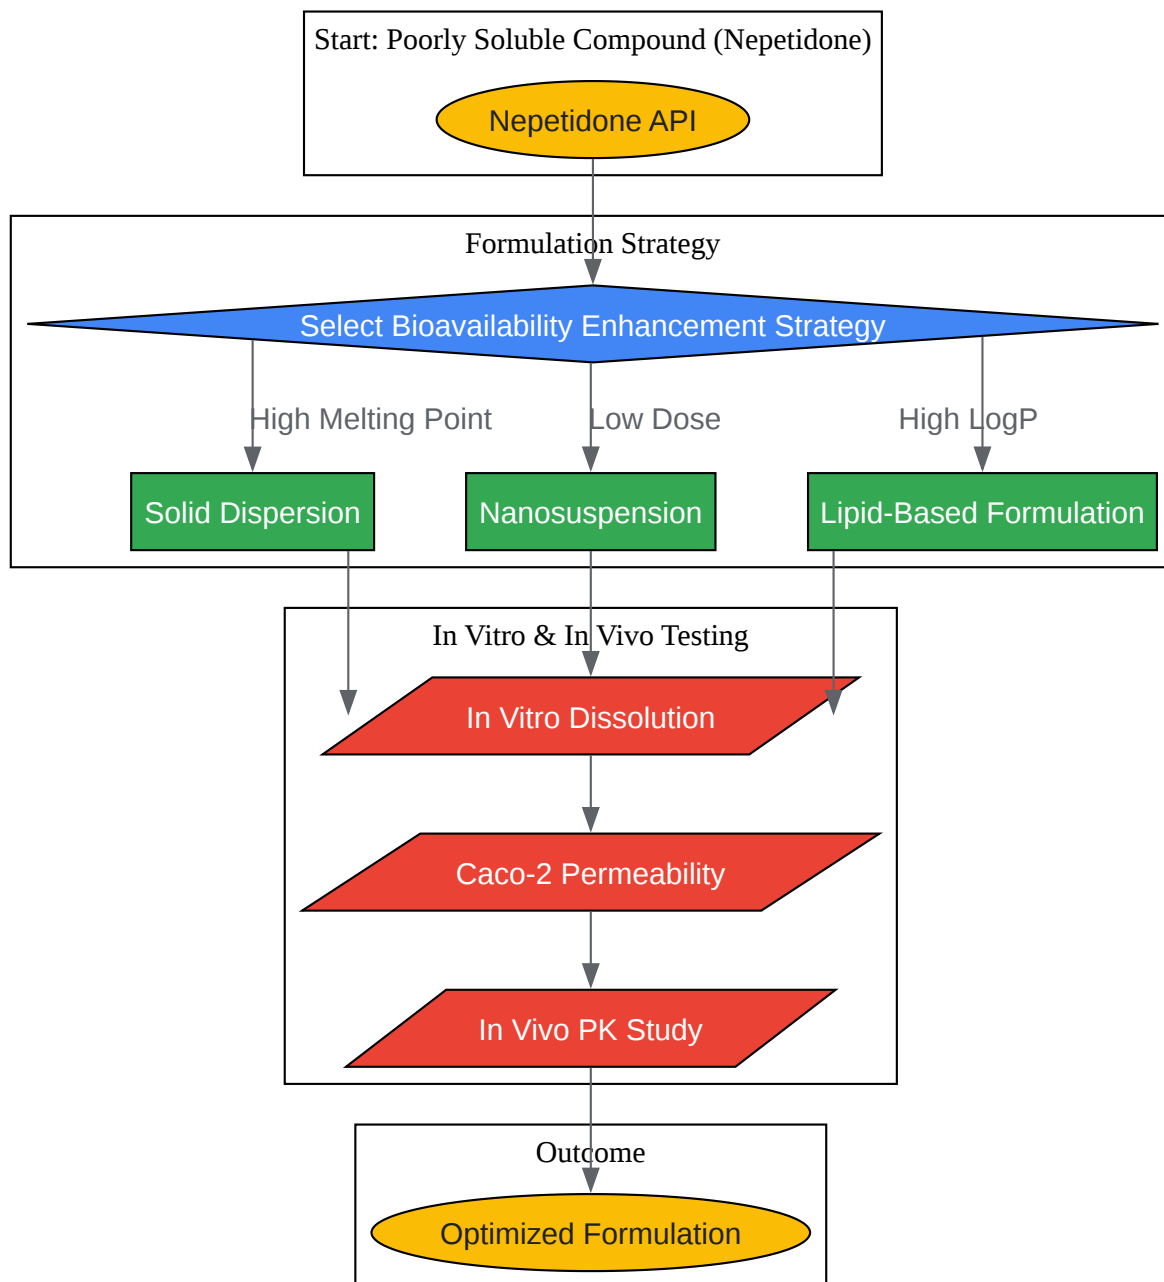 Start: Poorly Soluble Compound (Nepetidone)
Nepetidone API
Formulation Strategy
Select Bioavailability Enhancement Strategy
High Melting Point
Low Dose
High LogP
Solid Dispersion
Nanosuspension
Lipid-Based Formulation
In Vitro & In Vivo Testing
In Vitro Dissolution
Caco-2 Permeability
In Vivo PK Study
Outcome
Optimized Formulation